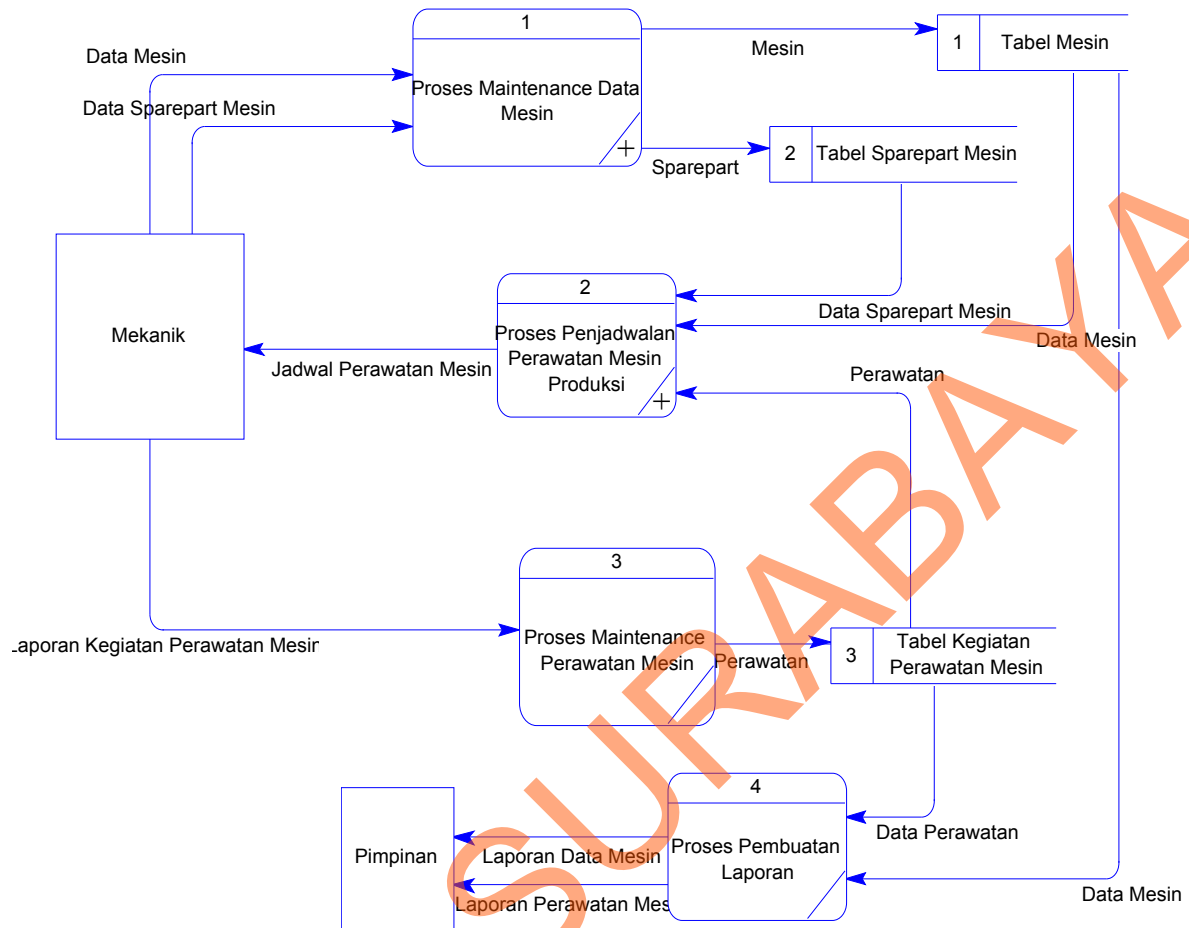 1
Data Mesin
Mesin
1
Tabel Mesin
Proses Maintenance Data
Mesin
Data Sparepart Mesin
+
Sparepart
2
Tabel Sparepart Mesin
2
Data Sparepart Mesin
Data Mesin
Mekanik
Proses Penjadwalan
Perawatan Mesin
Produksi
Jadwal Perawatan Mesin
Perawatan
+
3
Laporan Kegiatan Perawatan Mesin
Proses Maintenance
Perawatan Mesin
Perawatan
3
Tabel Kegiatan
Perawatan Mesin
4
Data Perawatan
Pimpinan
Laporan Data Mesin
Proses Pembuatan
Laporan
Laporan Perawatan Mes
Data Mesin
SURABAYA